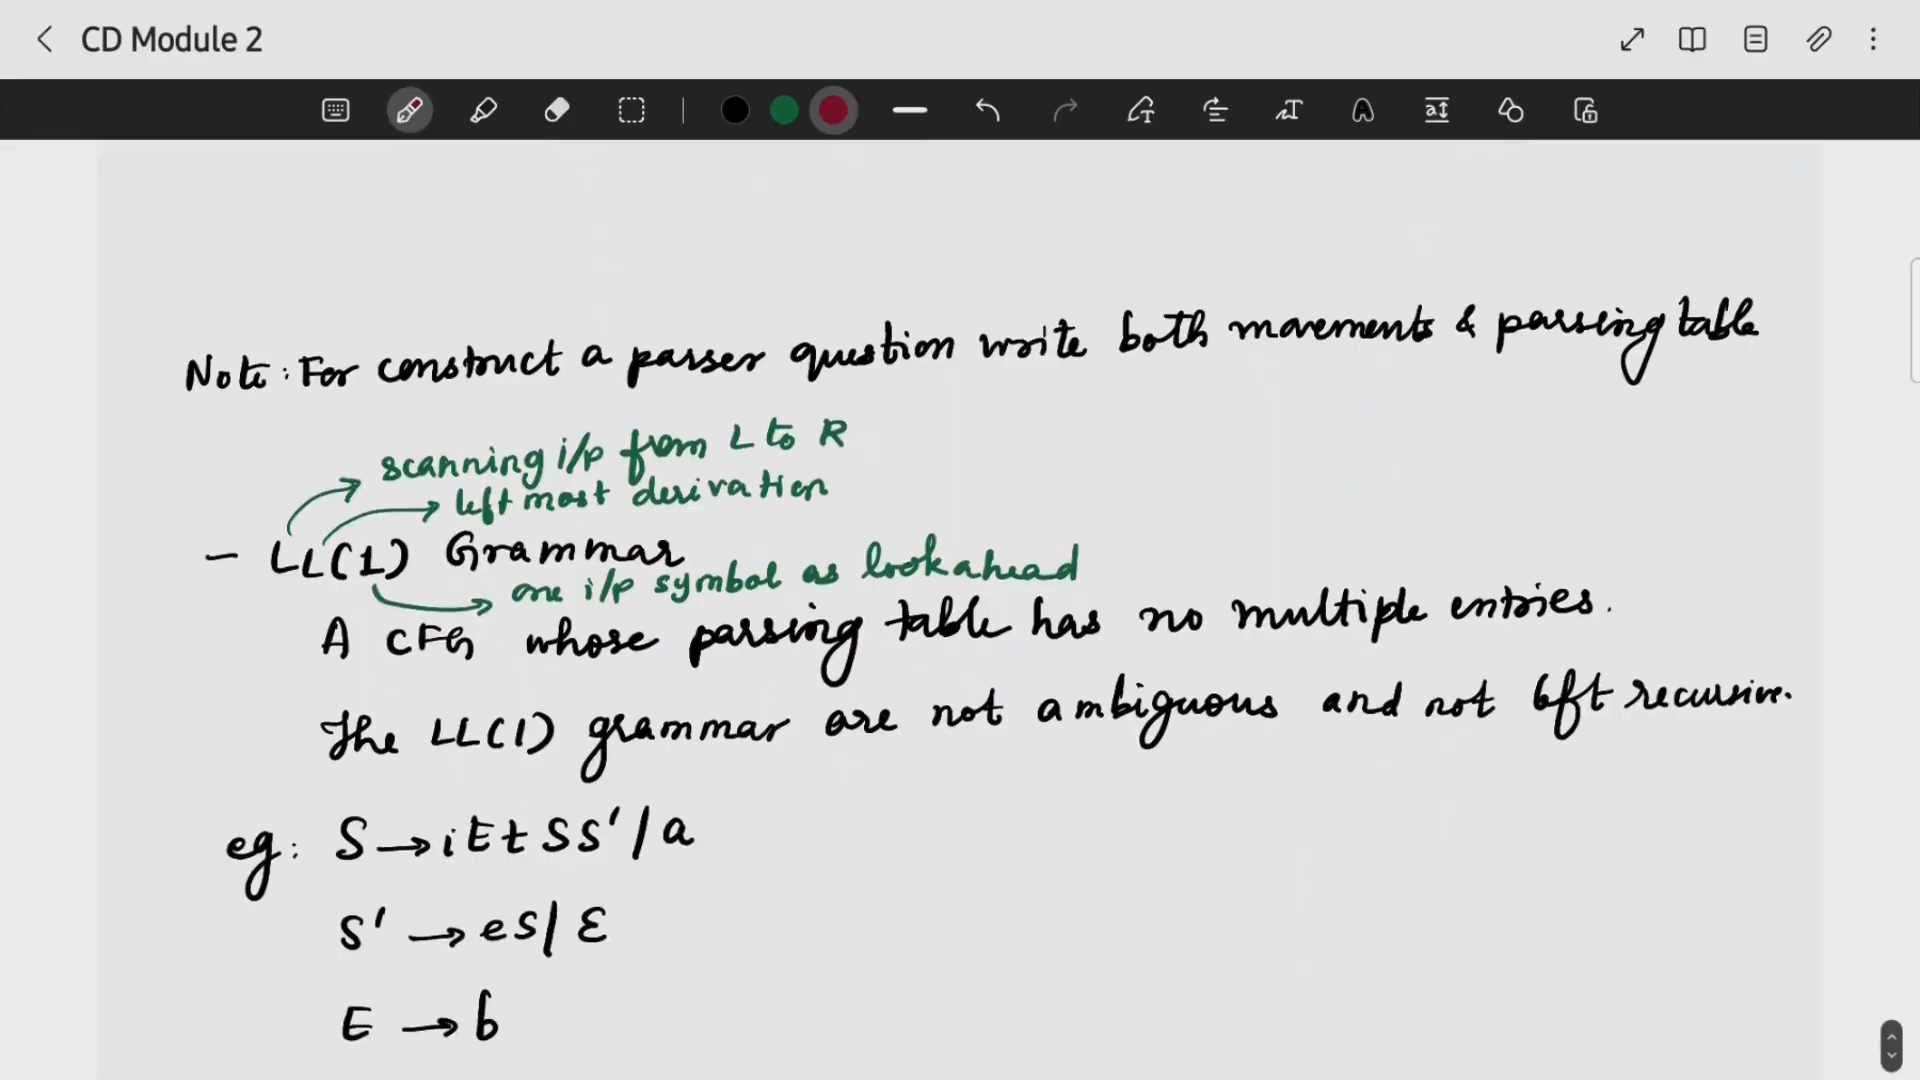 CD Module 2
Note: For construct a parser question write both movements & parsing table
scanning i/p from L to R
left most derivation
- LL(1) Grammar
one i/p symbol as lookahead
A CFG whose parsing table has no multiple entries.
The LL(1) grammar are not ambiguous and not left recursive.
eg: S → iEtSS' / a
S' → eS / ε
E → b